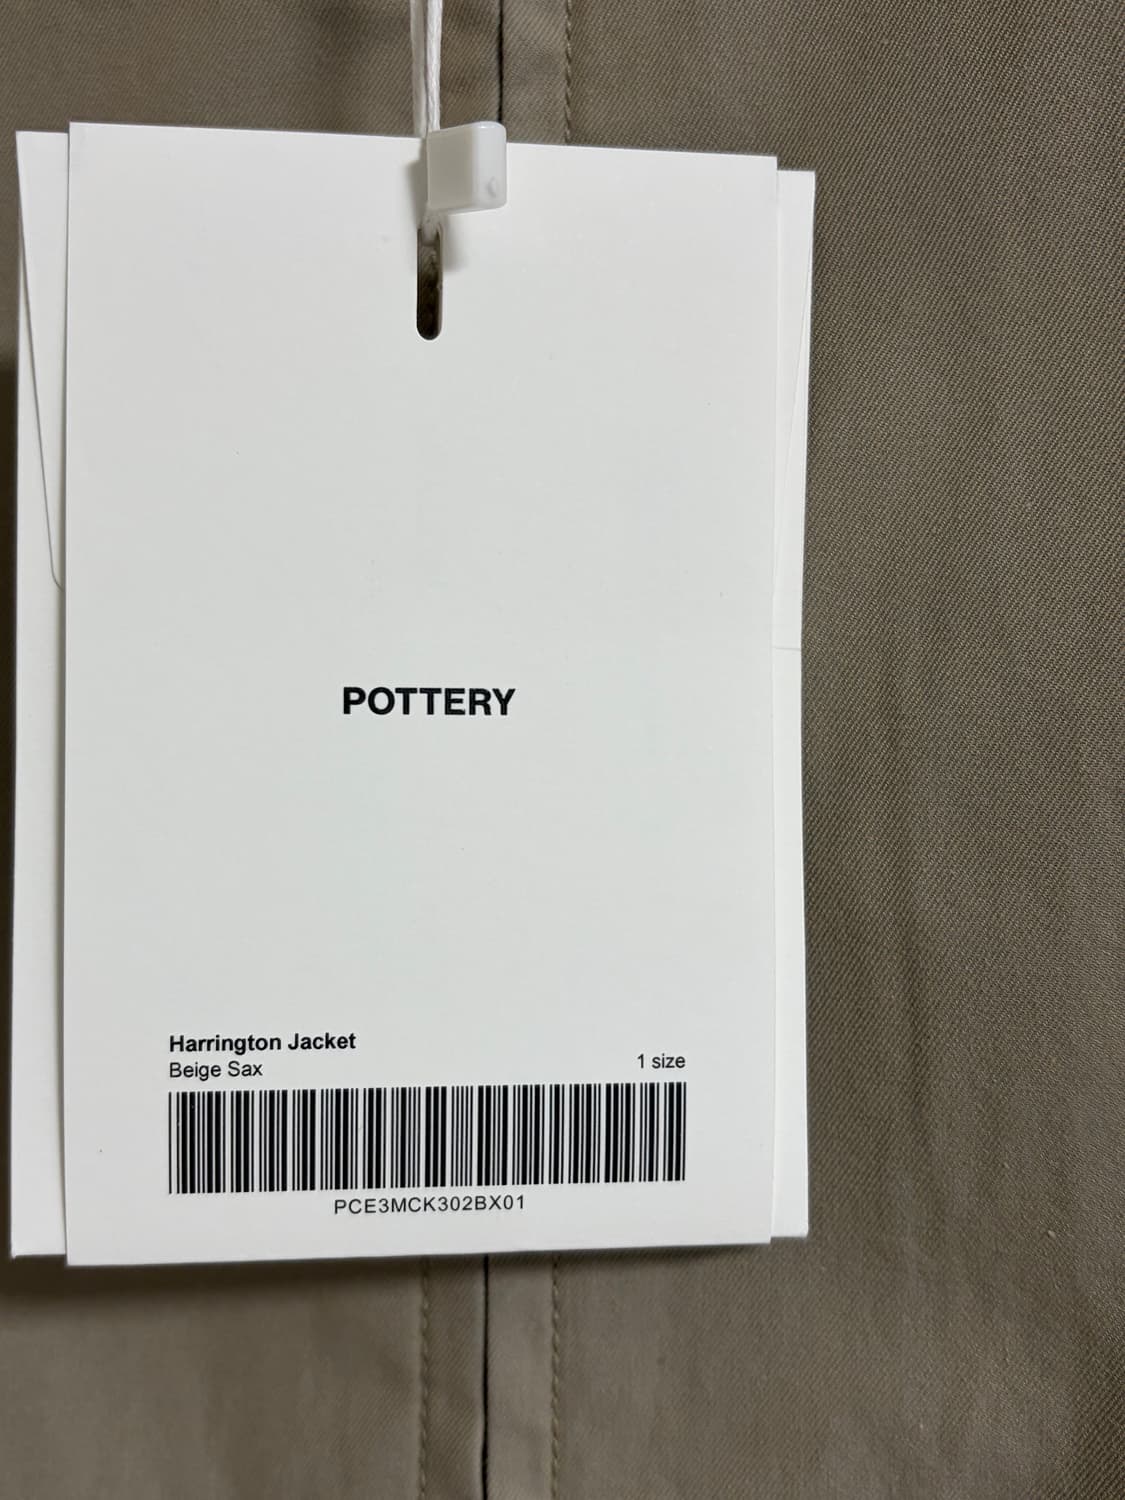 POTTERY
Harrington Jacket
Beige Sax
1 size
PCE3MCK302BX01